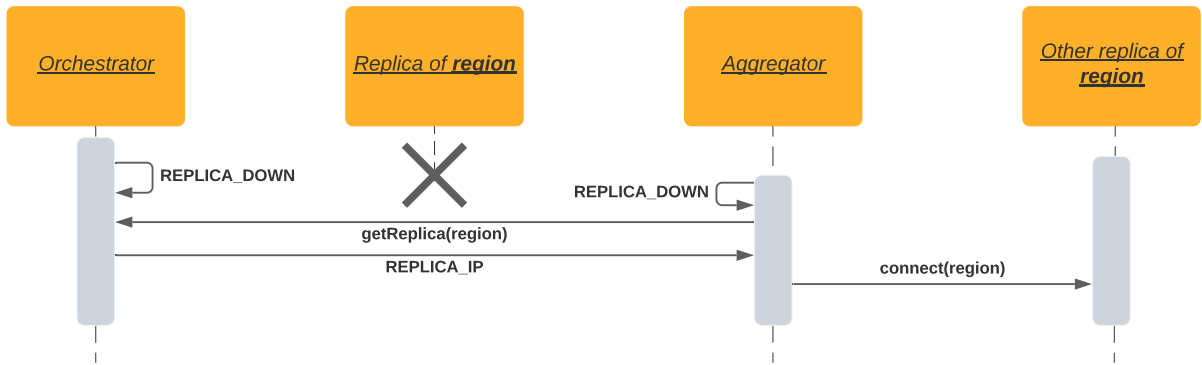 Orchestrator
Replica of region
Aggregator
Other replica of
region
REPLICA_DOWN
REPLICA_DOWN
getReplica(region)
REPLICA_IP
connect(region)